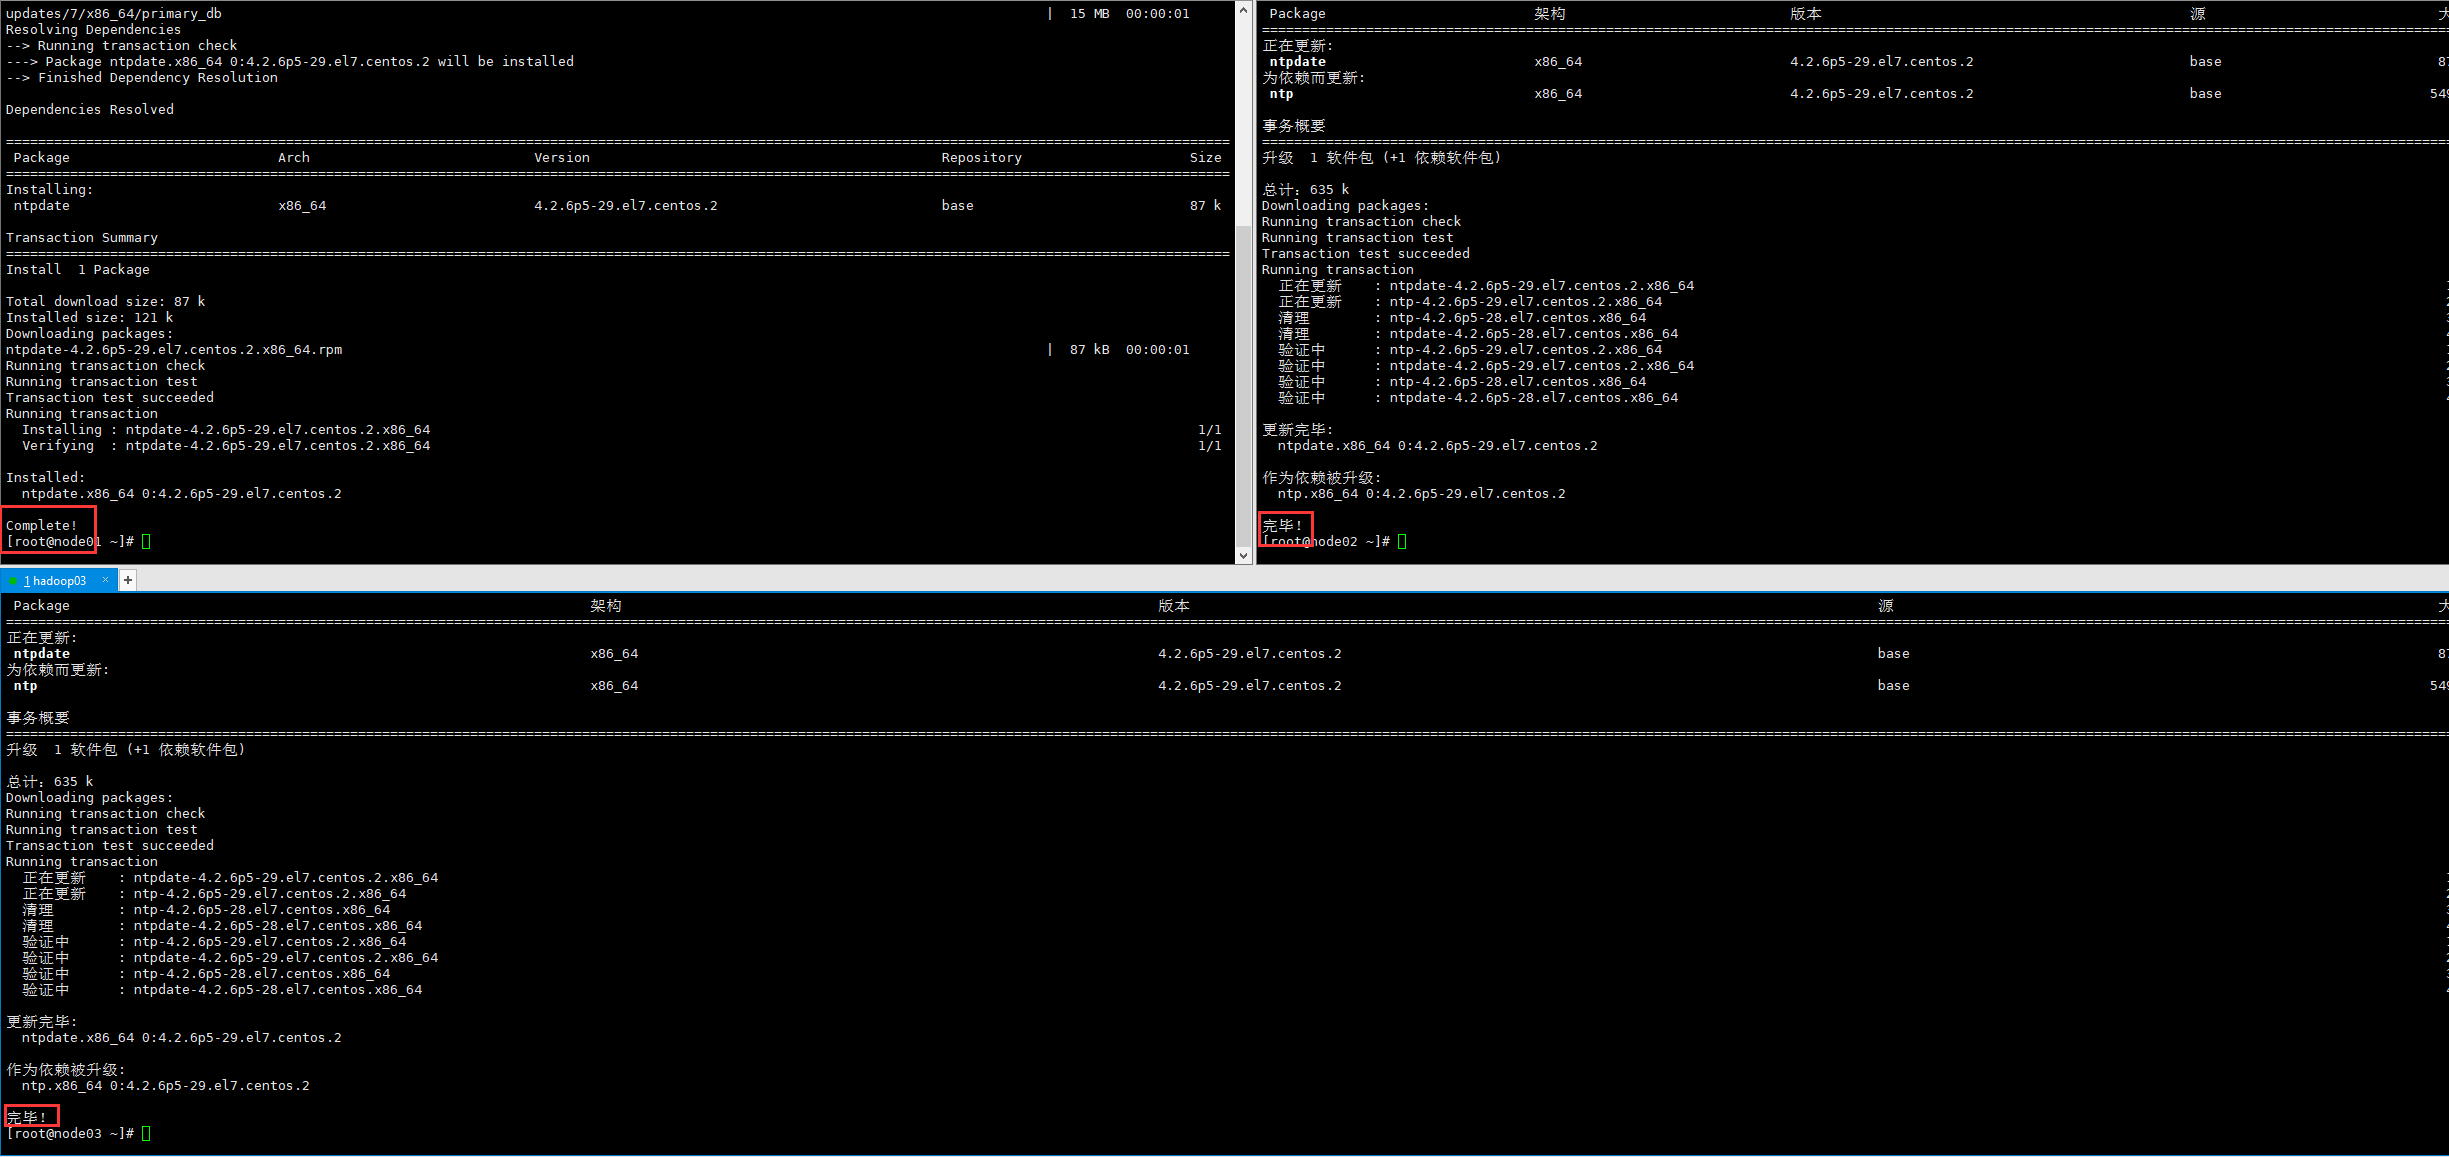 updates/7/x86_64/primary_db | 15 MB 00:00:01
Resolving Dependencies
--> Running transaction check
---> Package ntpdate.x86_64 0:4.2.6p5-29.el7.centos.2 will be installed
--> Finished Dependency Resolution
Dependencies Resolved
Package Arch Version Repository Size
Installing:
ntpdate x86_64 4.2.6p5-29.el7.centos.2 base 87 k
Transaction Summary
Install 1 Package
Total download size: 87 k
Installed size: 121 k
Downloading packages:
ntpdate-4.2.6p5-29.el7.centos.2.x86_64.rpm | 87 kB 00:00:01
Running transaction check
Running transaction test
Transaction test succeeded
Running transaction
Installing : ntpdate-4.2.6p5-29.el7.centos.2.x86_64 1/1
Verifying : ntpdate-4.2.6p5-29.el7.centos.2.x86_64 1/1
Installed:
ntpdate.x86_64 0:4.2.6p5-29.el7.centos.2
Complete!
[root@node01 ~]#
Package 架构 版本 源 大
正在更新:
ntpdate x86_64 4.2.6p5-29.el7.centos.2 base 87
为依赖而更新:
ntp x86_64 4.2.6p5-29.el7.centos.2 base 549
事务概要
升级 1 软件包 (+1 依赖软件包)
总计：635 k
Downloading packages:
Running transaction check
Running transaction test
Transaction test succeeded
Running transaction
正在更新 : ntpdate-4.2.6p5-29.el7.centos.2.x86_64
正在更新 : ntp-4.2.6p5-29.el7.centos.2.x86_64
清理 : ntp-4.2.6p5-28.el7.centos.x86_64
清理 : ntpdate-4.2.6p5-28.el7.centos.x86_64
验证中 : ntp-4.2.6p5-29.el7.centos.2.x86_64
验证中 : ntpdate-4.2.6p5-29.el7.centos.2.x86_64
验证中 : ntp-4.2.6p5-28.el7.centos.x86_64
验证中 : ntpdate-4.2.6p5-28.el7.centos.x86_64
更新完毕:
ntpdate.x86_64 0:4.2.6p5-29.el7.centos.2
作为依赖被升级:
ntp.x86_64 0:4.2.6p5-29.el7.centos.2
完毕！
[root@node02 ~]#
1 hadoop03 × +
Package 架构 版本 源 大
正在更新:
ntpdate x86_64 4.2.6p5-29.el7.centos.2 base 87
为依赖而更新:
ntp x86_64 4.2.6p5-29.el7.centos.2 base 549
事务概要
升级 1 软件包 (+1 依赖软件包)
总计：635 k
Downloading packages:
Running transaction check
Running transaction test
Transaction test succeeded
Running transaction
正在更新 : ntpdate-4.2.6p5-29.el7.centos.2.x86_64
正在更新 : ntp-4.2.6p5-29.el7.centos.2.x86_64
清理 : ntp-4.2.6p5-28.el7.centos.x86_64
清理 : ntpdate-4.2.6p5-28.el7.centos.x86_64
验证中 : ntp-4.2.6p5-29.el7.centos.2.x86_64
验证中 : ntpdate-4.2.6p5-29.el7.centos.2.x86_64
验证中 : ntp-4.2.6p5-28.el7.centos.x86_64
验证中 : ntpdate-4.2.6p5-28.el7.centos.x86_64
更新完毕:
ntpdate.x86_64 0:4.2.6p5-29.el7.centos.2
作为依赖被升级:
ntp.x86_64 0:4.2.6p5-29.el7.centos.2
完毕！
[root@node03 ~]#